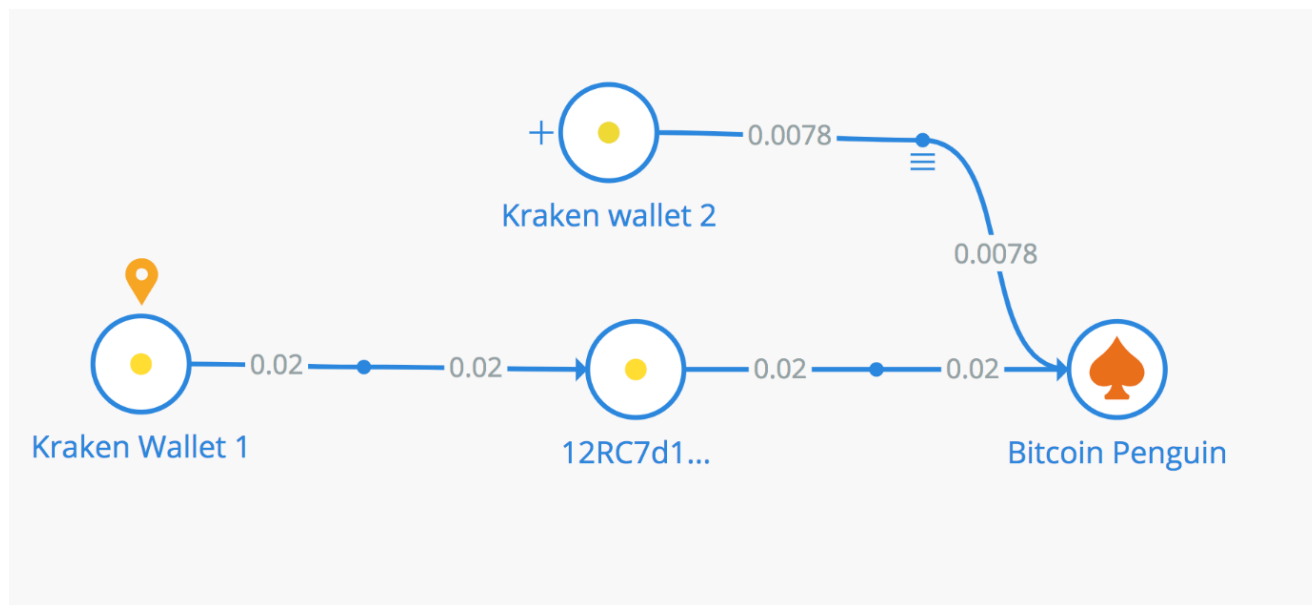 0.0078
Kraken wallet 2
0.0078
0.02
0.02
0.02
0.02
Kraken Wallet 1
12RC7d1...
Bitcoin Penguin